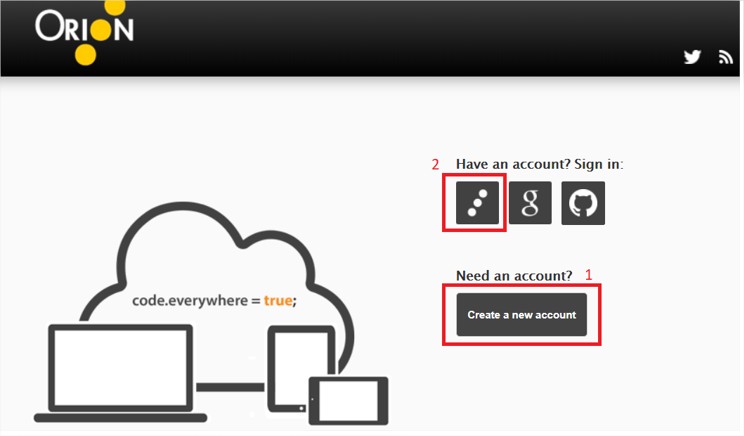 ORION
2 Have an account? Sign in:
g
Need an account? 1
Create a new account
code.everywhere = true;